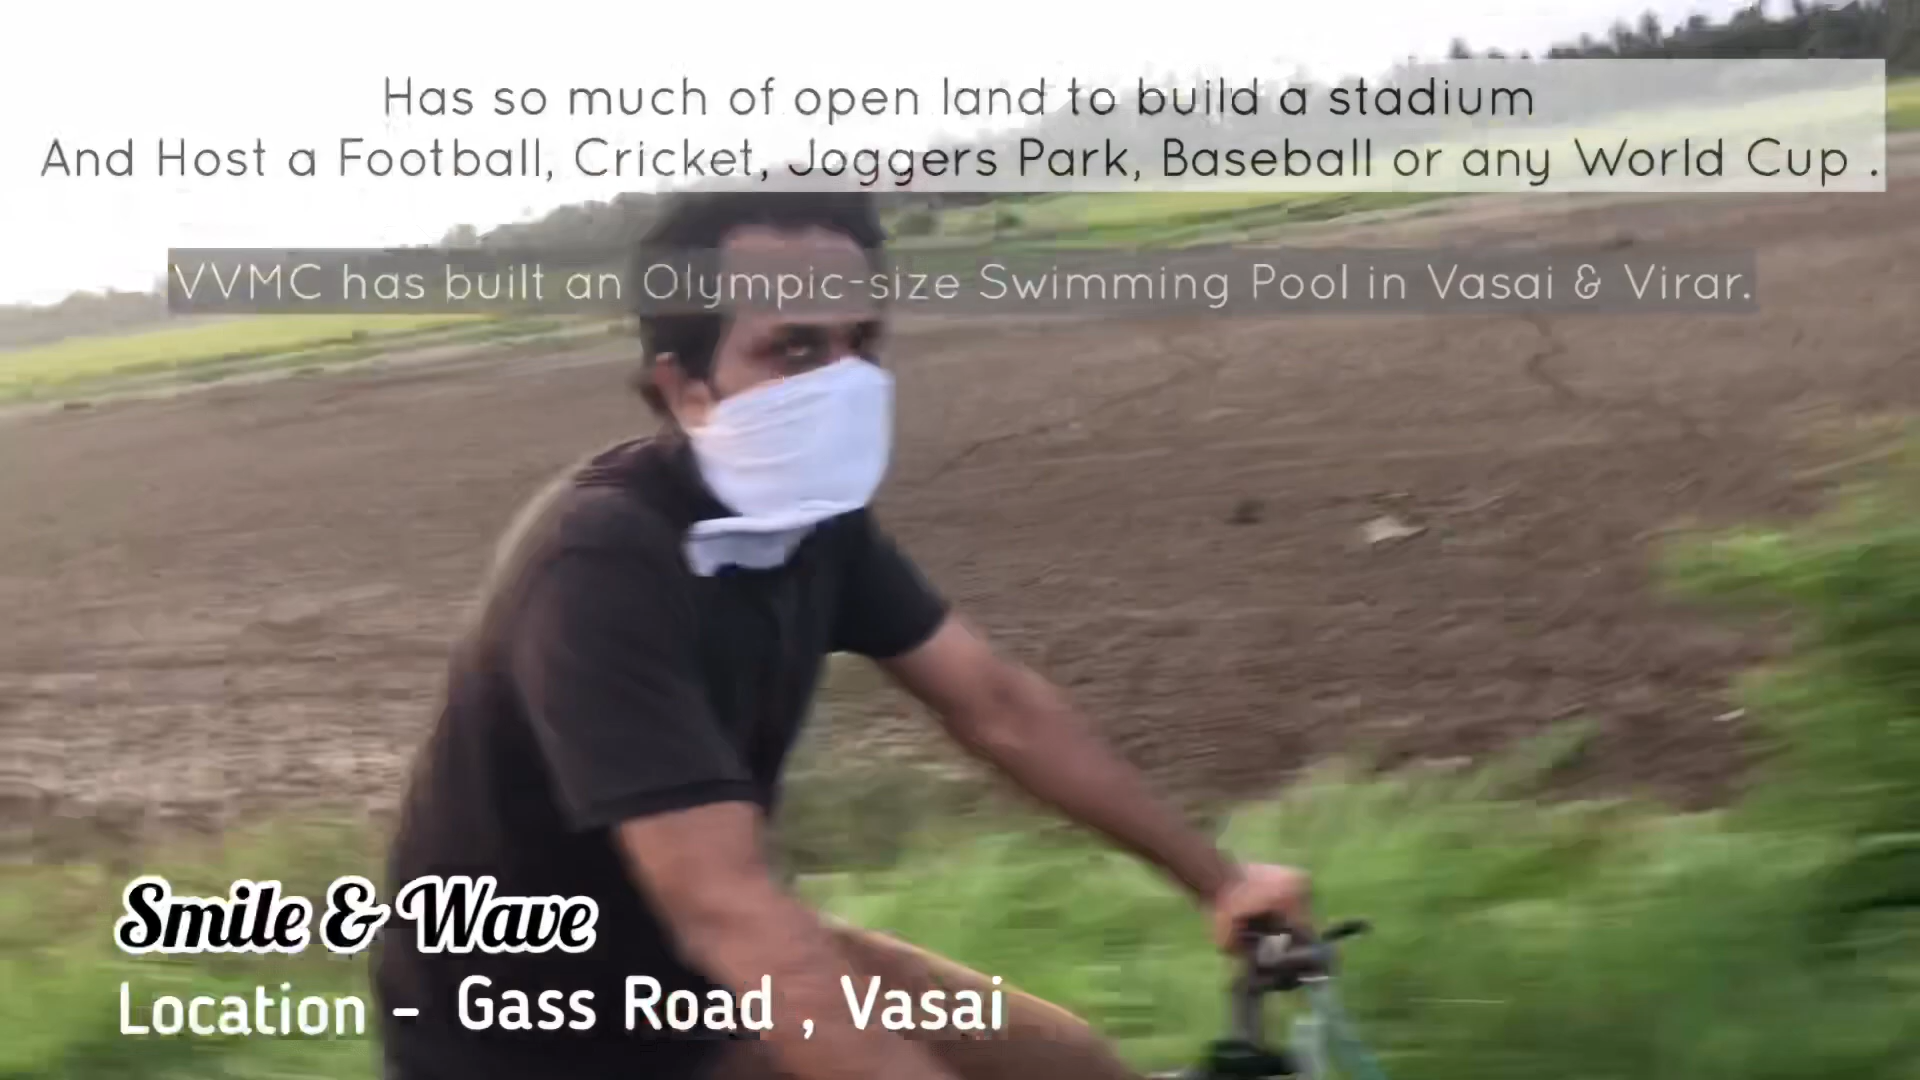 Has so much of open land to build a stadium
And Host a Football, Cricket, Joggers Park, Baseball or any World Cup .
VVMC has built an Olympic-size Swimming Pool in Vasai & Virar.
Smile & Wave
Location - Gass Road , Vasai